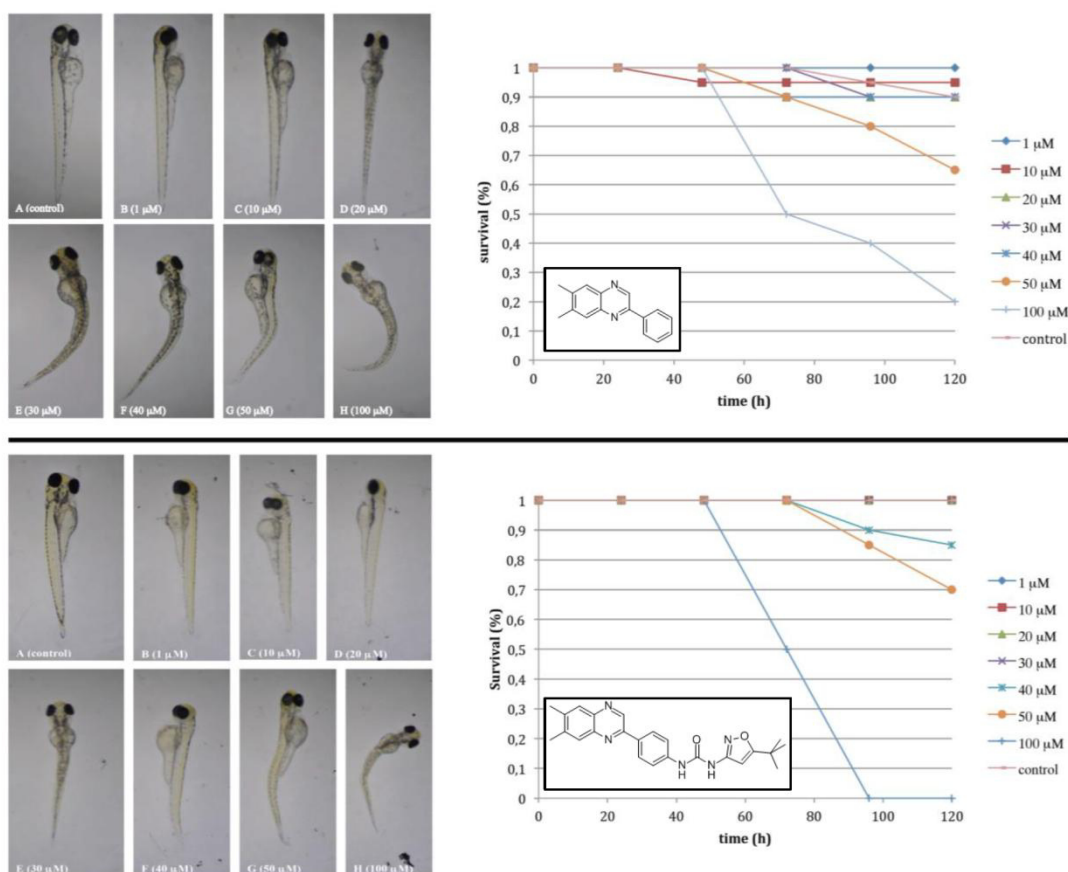 A (control)
B (1 µM)
C (10 µM)
D (20 µM)
E (30 µM)
F (40 µM)
G (50 µM)
H (100 µM)
survival (%)
1
0,9
0,8
0,7
0,6
0,5
0,4
0,3
0,2
0,1
0
0 20 40 60 80 100 120
time (h)
N
N
1 µM
10 µM
20 µM
30 µM
40 µM
50 µM
100 µM
control
A (control)
B (1 µM)
C (10 µM)
D (20 µM)
E (30 µM)
F (40 µM)
G (50 µM)
H (100 µM)
Survival (%)
1
0,9
0,8
0,7
0,6
0,5
0,4
0,3
0,2
0,1
0
0 20 40 60 80 100 120
time (h)
N
N
O
N
H
N
H
N
O
1 µM
10 µM
20 µM
30 µM
40 µM
50 µM
100 µM
control